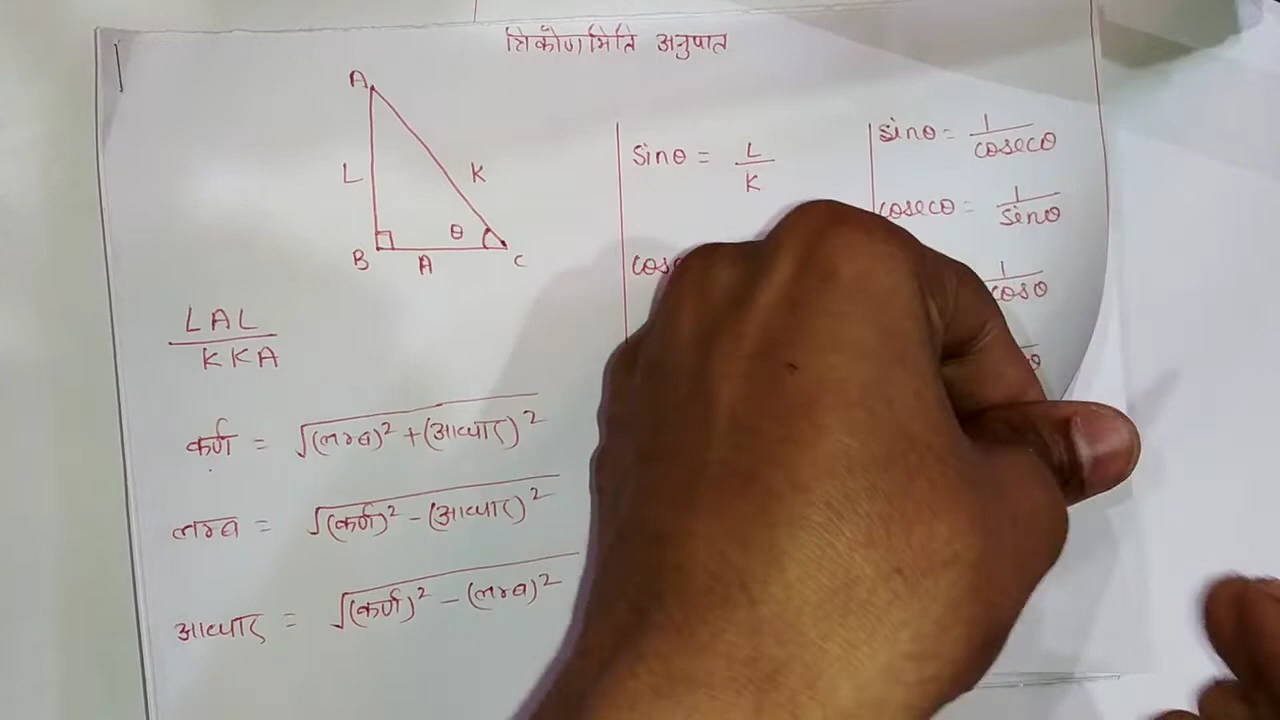 त्रिकोणमिति अनुपात
A
L K
θ
B A C
LAL
KKA
कर्ण = √(लम्ब)² + (आधार)²
लम्ब = √(कर्ण)² - (आधार)²
आधार = √(कर्ण)² - (लम्ब)²
sinθ = L/K
sinθ = 1/cosecθ
cosecθ = 1/sinθ
1/cosθ